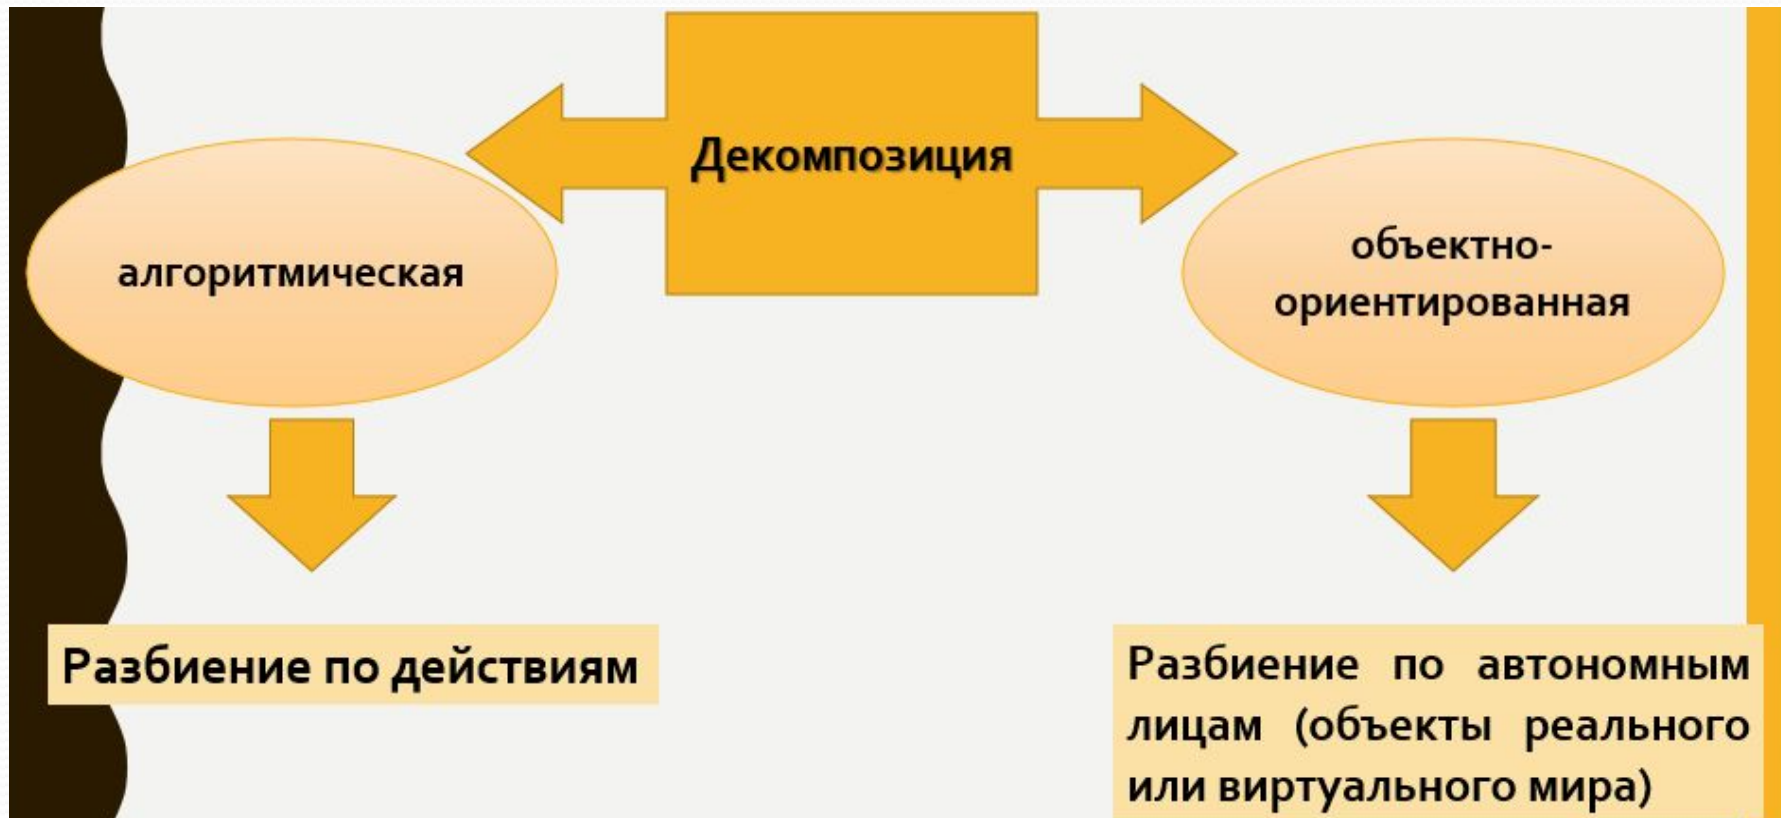 Декомпозиция
алгоритмическая
объектно-
ориентированная
Разбиение по действиям
Разбиение по автономным
лицам (объекты реального
или виртуального мира)